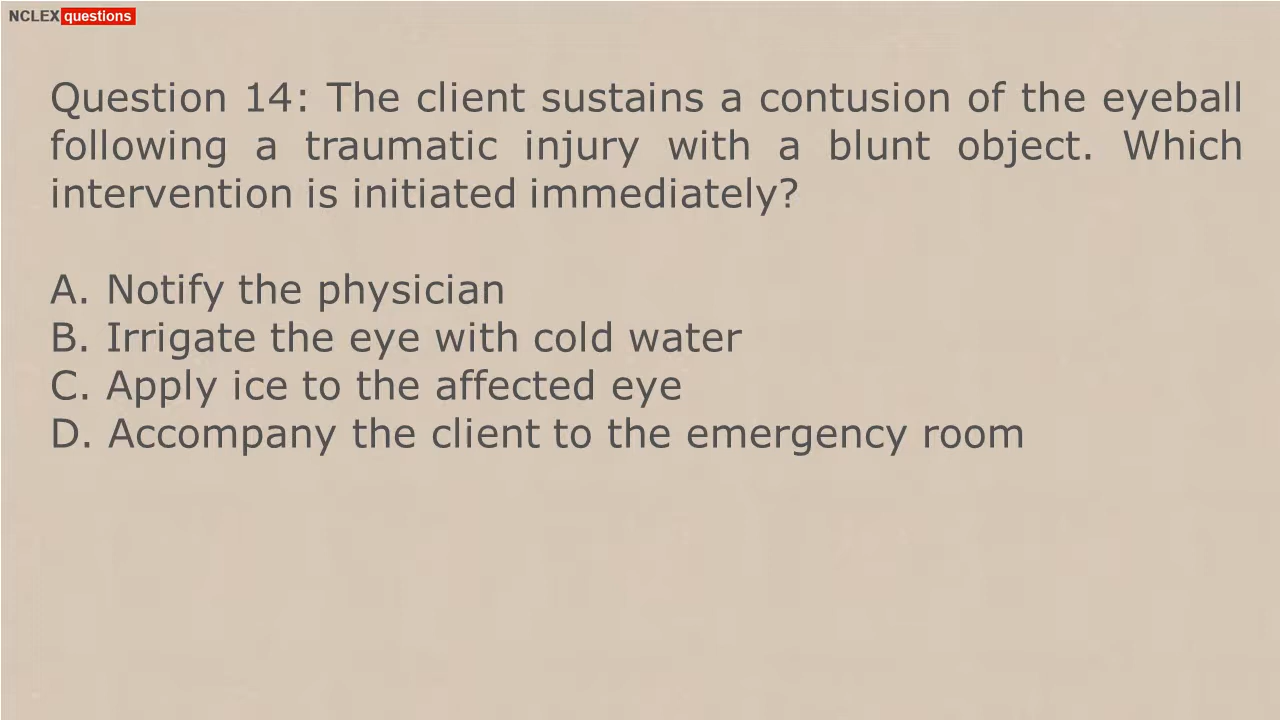 NCLEX questions
Question 14: The client sustains a contusion of the eyeball
following a traumatic injury with a blunt object. Which
intervention is initiated immediately?
A. Notify the physician
B. Irrigate the eye with cold water
C. Apply ice to the affected eye
D. Accompany the client to the emergency room